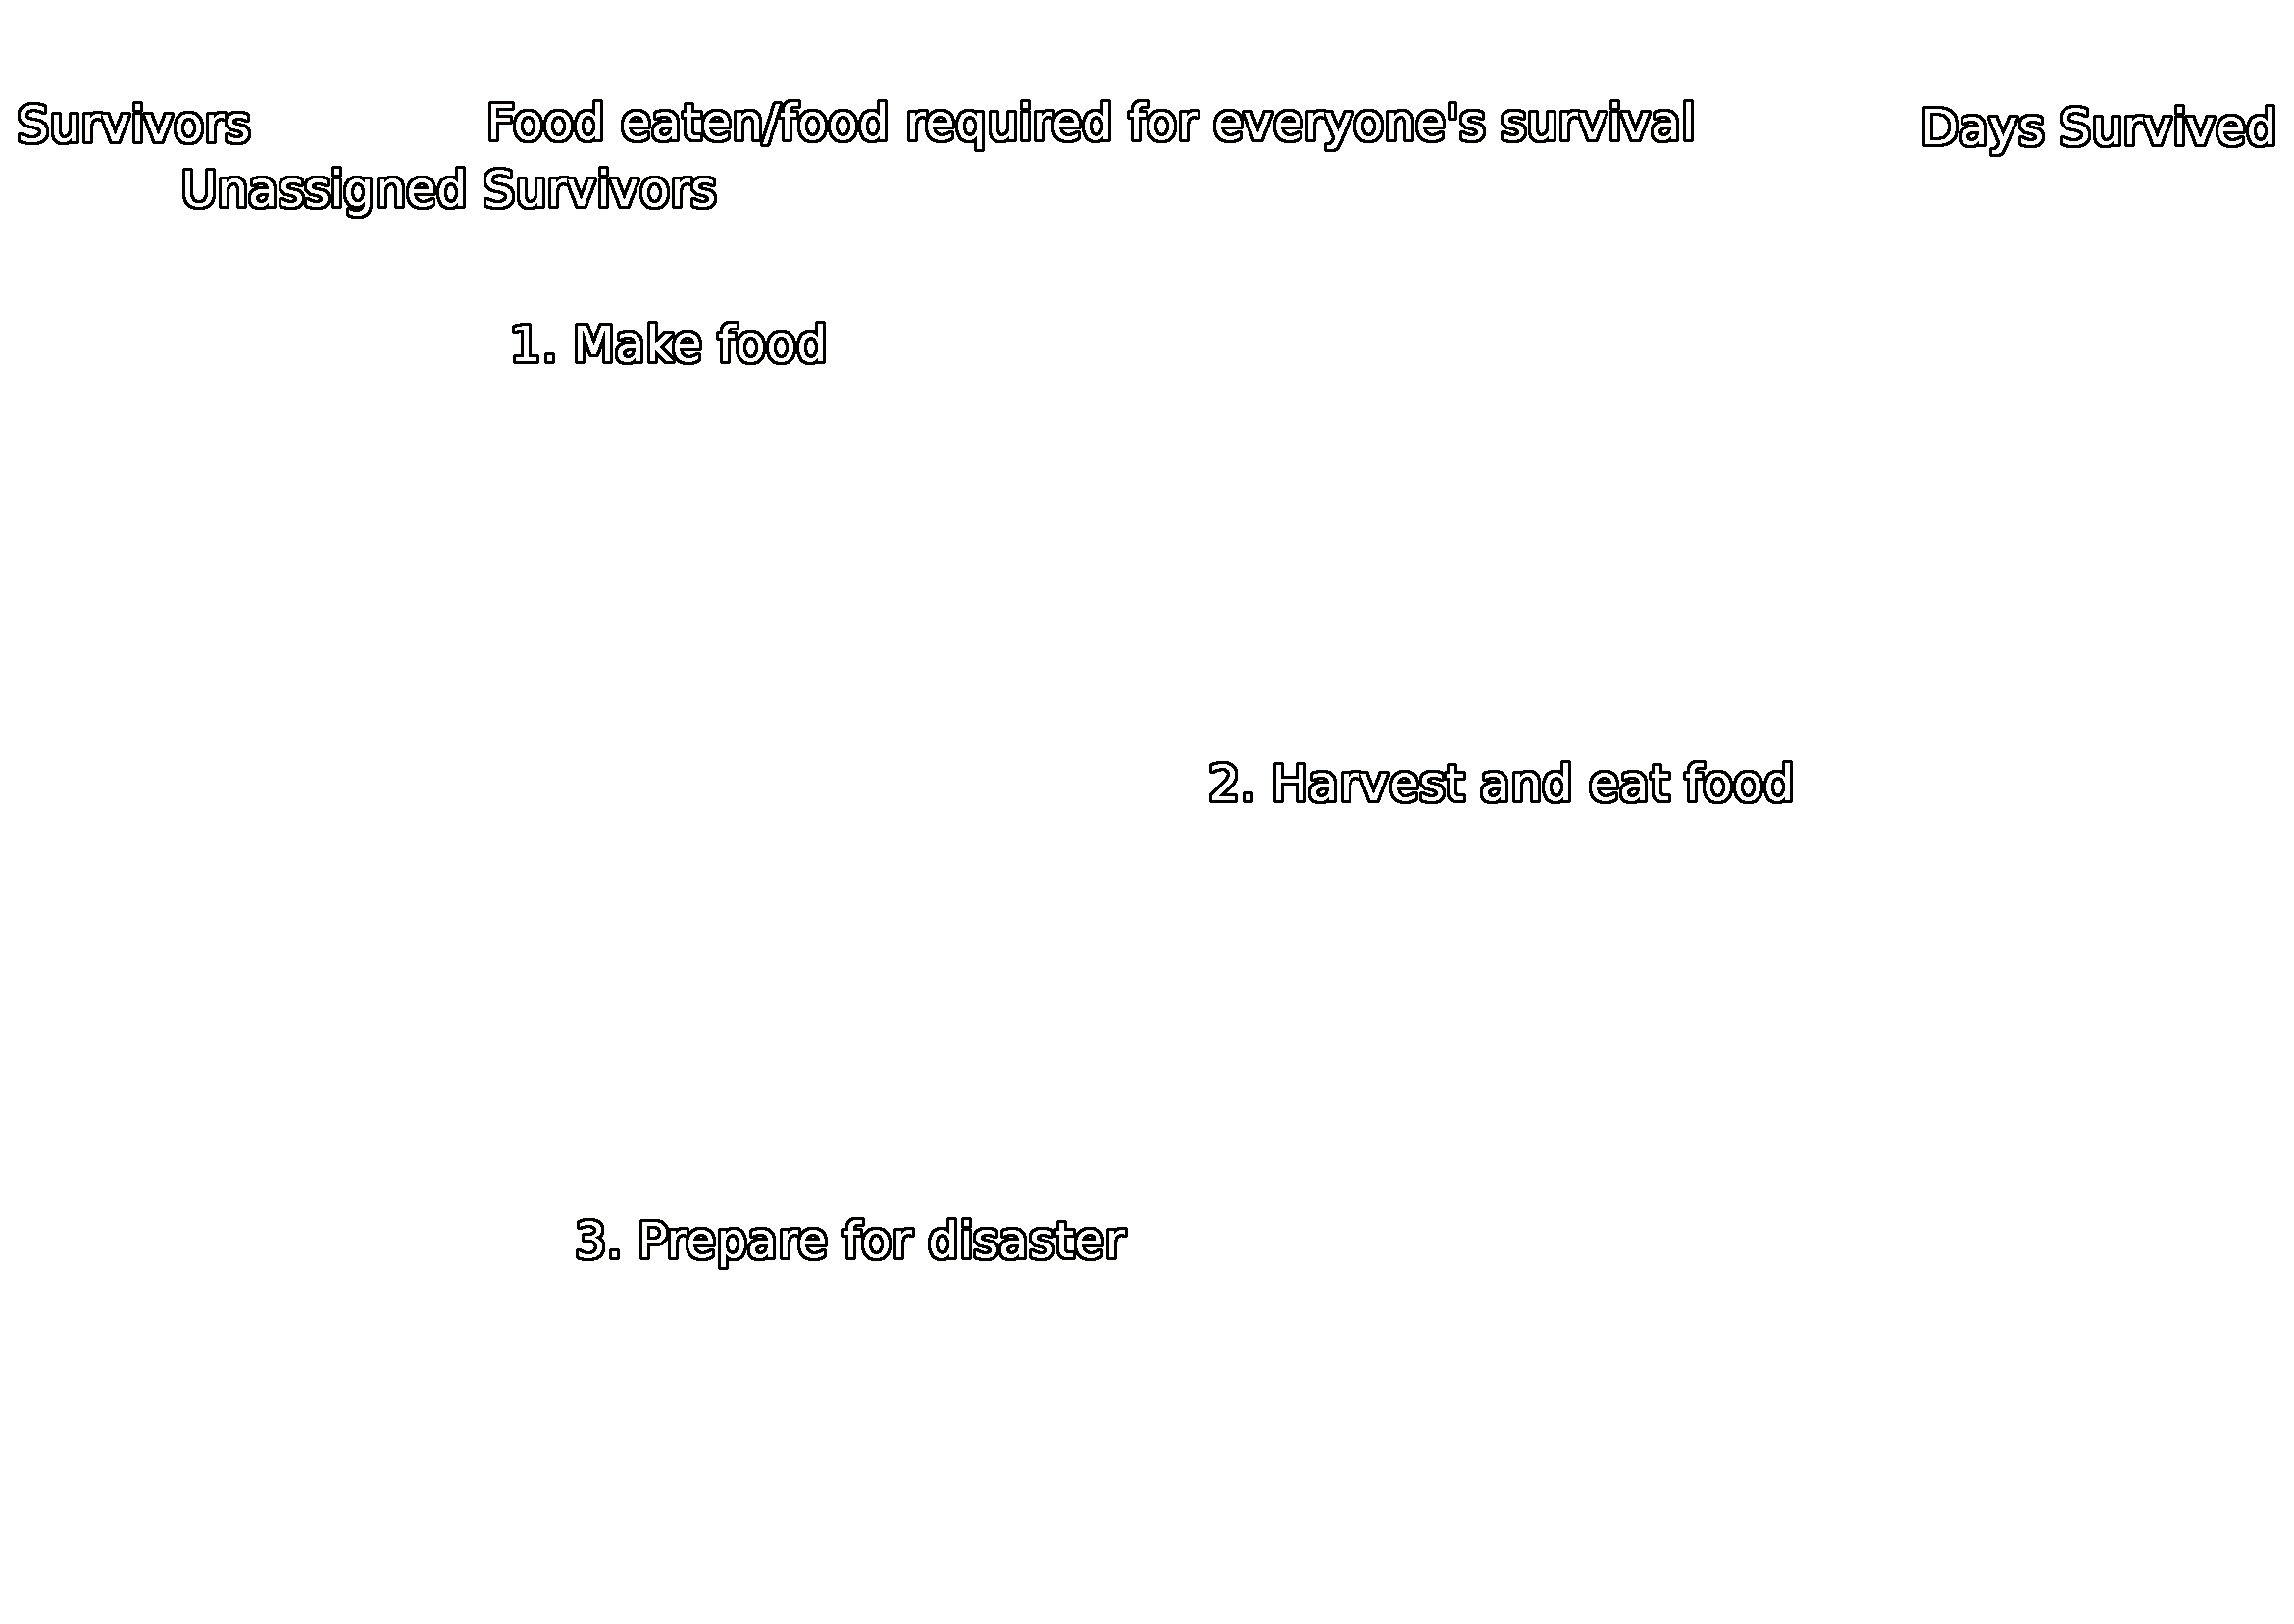 Survivors
Food eaten/food required for everyone's survival
Days Survived
Unassigned Survivors
1. Make food
2. Harvest and eat food
3. Prepare for disaster